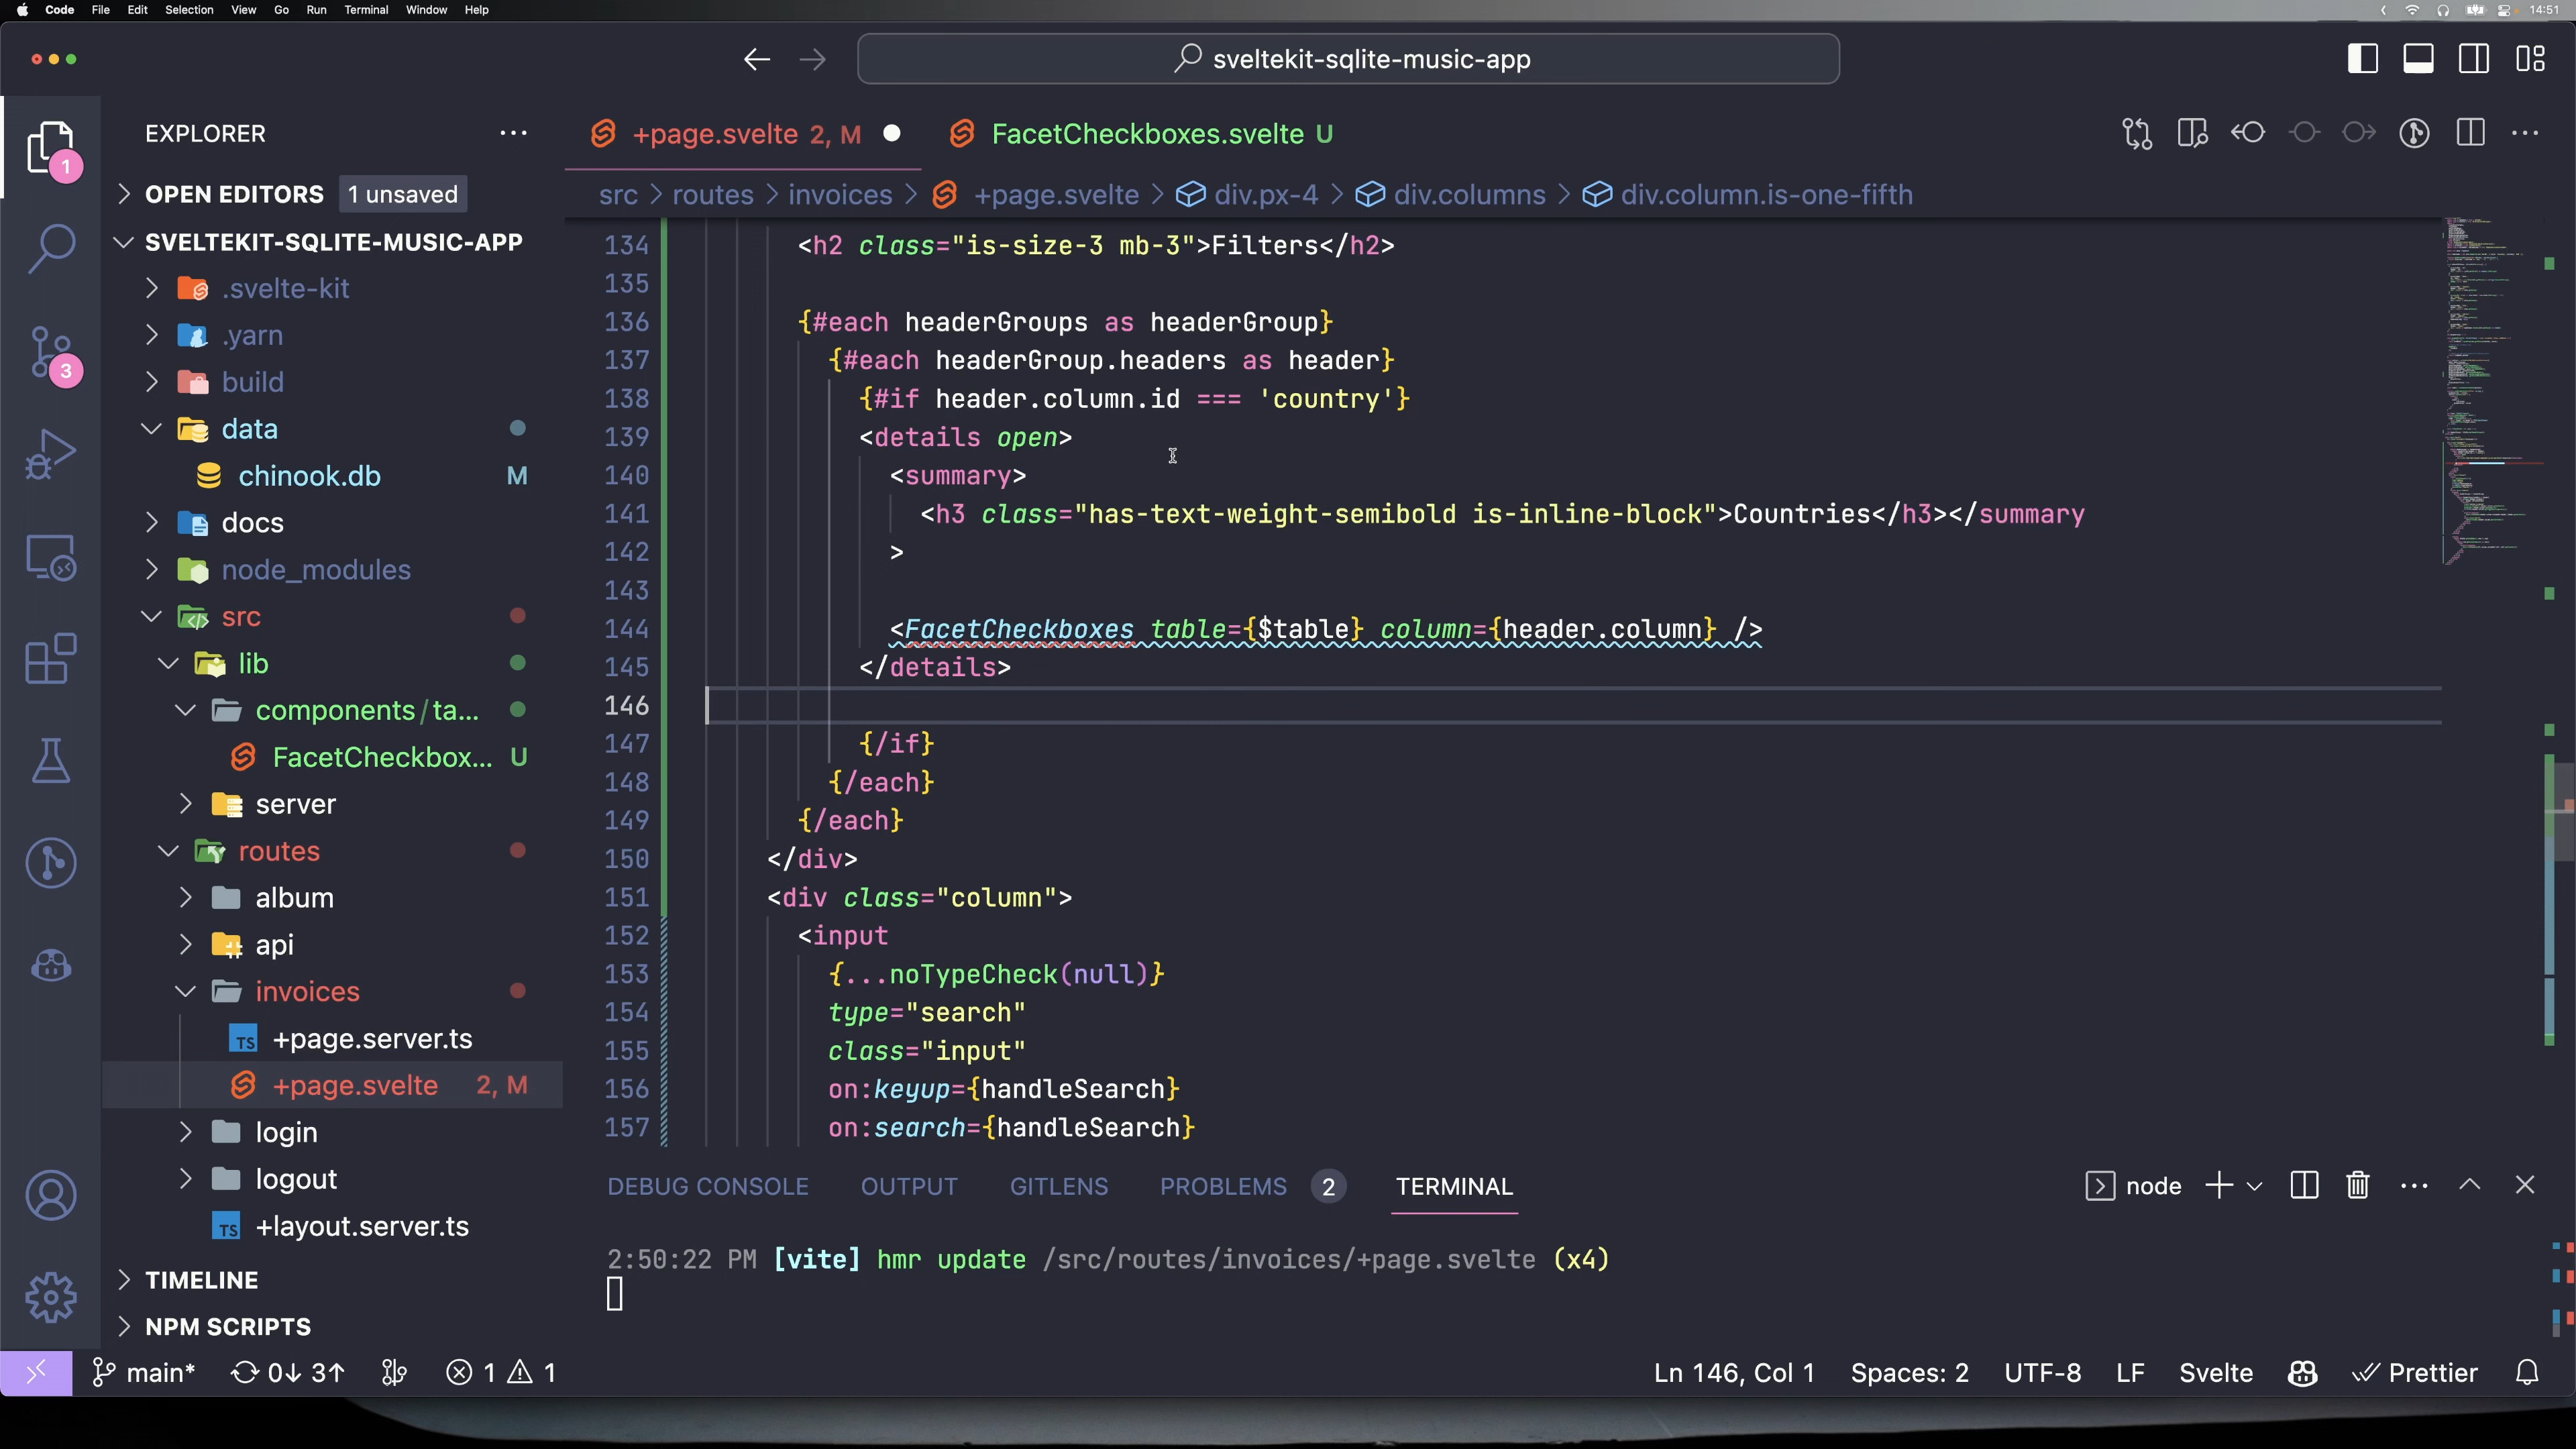 Code File Edit Selection View Go Run Terminal Window Help 14:51
sveltekit-sqlite-music-app
EXPLORER
OPEN EDITORS 1 unsaved
SVELTEKIT-SQLITE-MUSIC-APP
.svelte-kit
.yarn
build
data
chinook.db M
docs
node_modules
src
lib
components/ta...
FacetCheckbox... U
server
routes
album
api
invoices
+page.server.ts
+page.svelte 2, M
login
logout
+layout.server.ts
TIMELINE
NPM SCRIPTS
1
3
+page.svelte 2, M
FacetCheckboxes.svelte U
src > routes > invoices > +page.svelte > div.px-4 > div.columns > div.column.is-one-fifth
134 <h2 class="is-size-3 mb-3">Filters</h2>
135
136 {#each headerGroups as headerGroup}
137 {#each headerGroup.headers as header}
138 {#if header.column.id === 'country'}
139 <details open>
140 <summary>
141 <h3 class="has-text-weight-semibold is-inline-block">Countries</h3></summary
142 >
143
144 <FacetCheckboxes table={$table} column={header.column} />
145 </details>
146
147 {/if}
148 {/each}
149 {/each}
150 </div>
151 <div class="column">
152 <input
153 {...noTypeCheck(null)}
154 type="search"
155 class="input"
156 on:keyup={handleSearch}
157 on:search={handleSearch}
DEBUG CONSOLE OUTPUT GITLENS PROBLEMS 2 TERMINAL
node
2:50:22 PM [vite] hmr update /src/routes/invoices/+page.svelte (x4)
main* 0↓ 3↑ 1 1
Ln 146, Col 1 Spaces: 2 UTF-8 LF Svelte Prettier